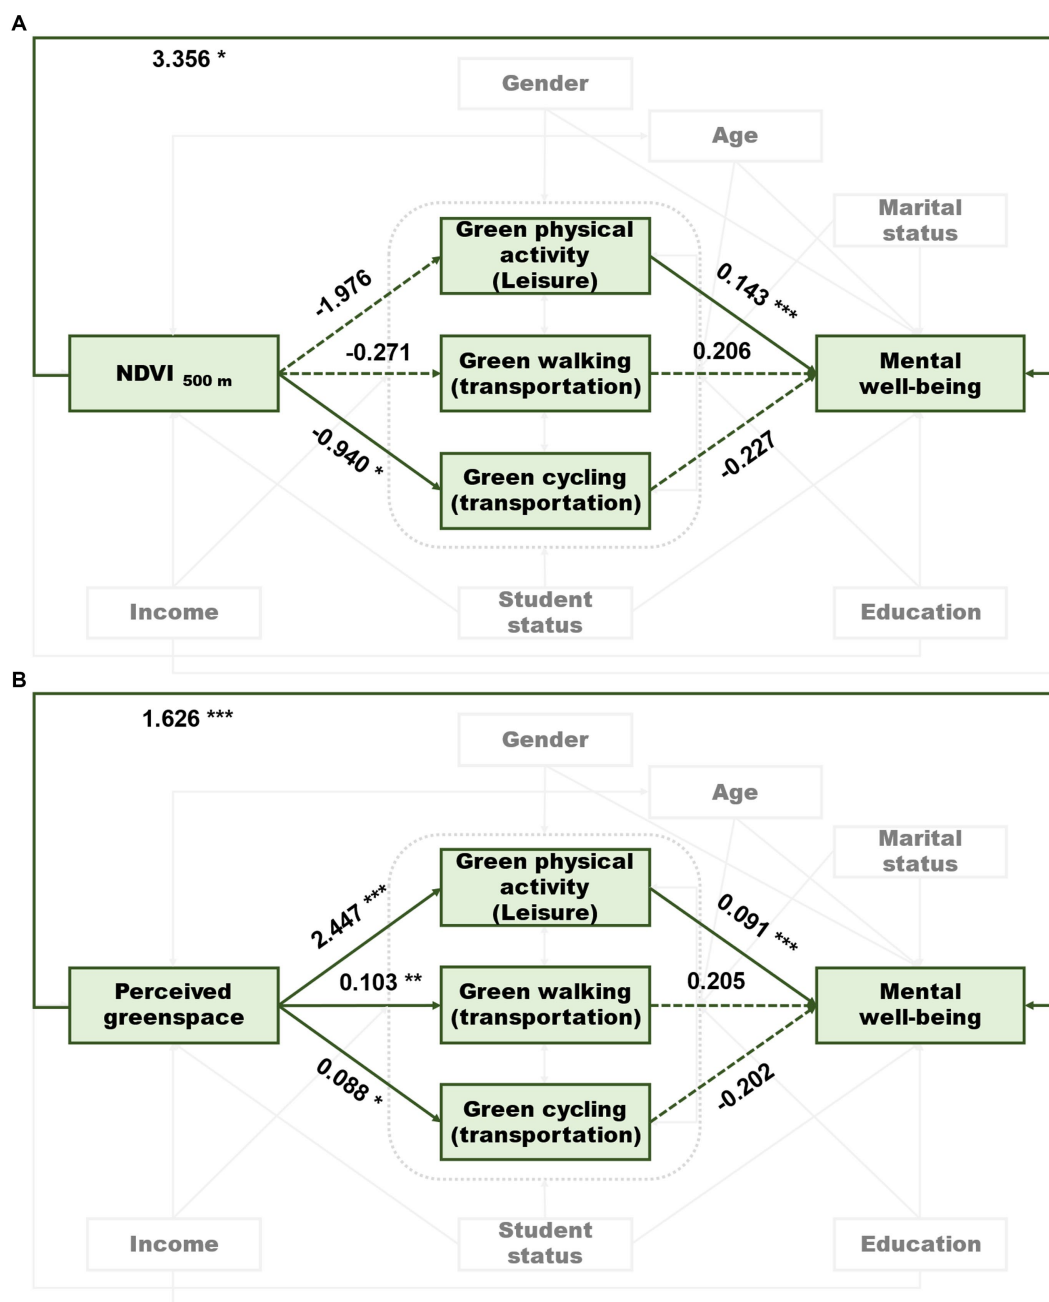 A
3.356 *
Gender
Age
Marital
status
Green physical
activity
(Leisure)
-1.976
0.143 ***
-0.271
0.206
NDVI 500 m
Green walking
(transportation)
Mental
well-being
-0.940 *
-0.227
Green cycling
(transportation)
Income
Student
status
Education
B
1.626 ***
Gender
Age
Marital
status
Green physical
activity
(Leisure)
2.447 ***
0.091 ***
0.103 **
0.205
Perceived
greenspace
Green walking
(transportation)
Mental
well-being
0.088 *
-0.202
Green cycling
(transportation)
Income
Student
status
Education